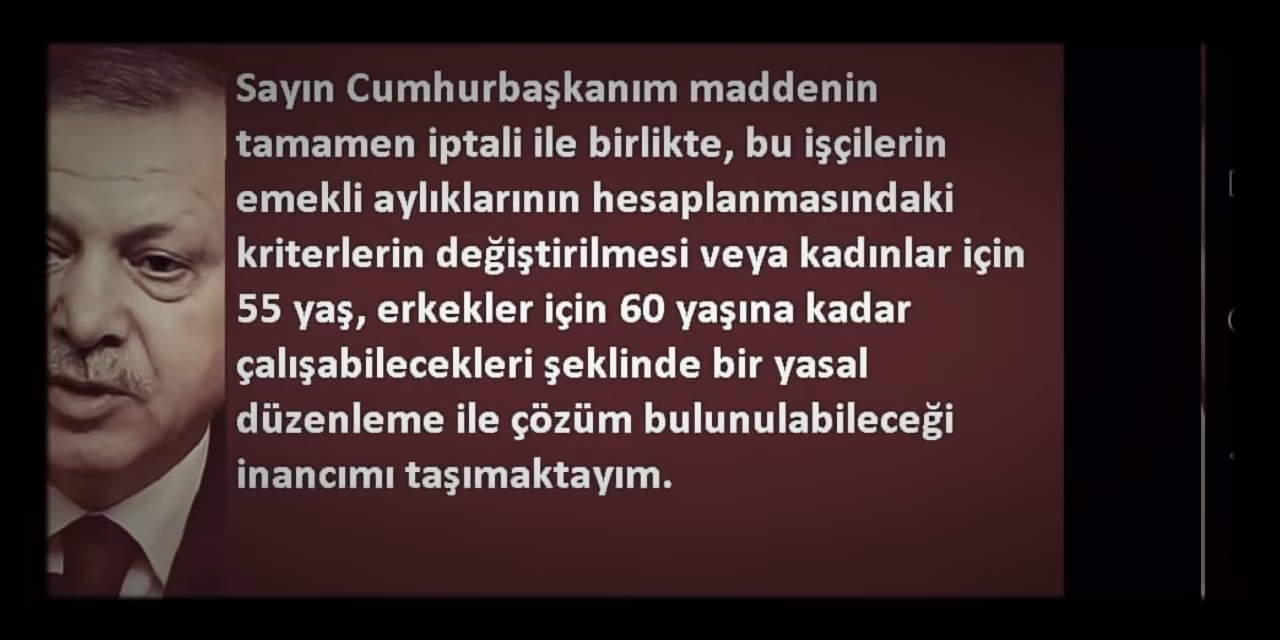 Sayın Cumhurbaşkanım maddenin
tamamen iptali ile birlikte, bu işçilerin
emekli aylıklarının hesaplanmasındaki
kriterlerin değiştirilmesi veya kadınlar için
55 yaş, erkekler için 60 yaşına kadar
çalışabilecekleri şeklinde bir yasal
düzenleme ile çözüm bulunulabileceği
inancımı taşımaktayım.